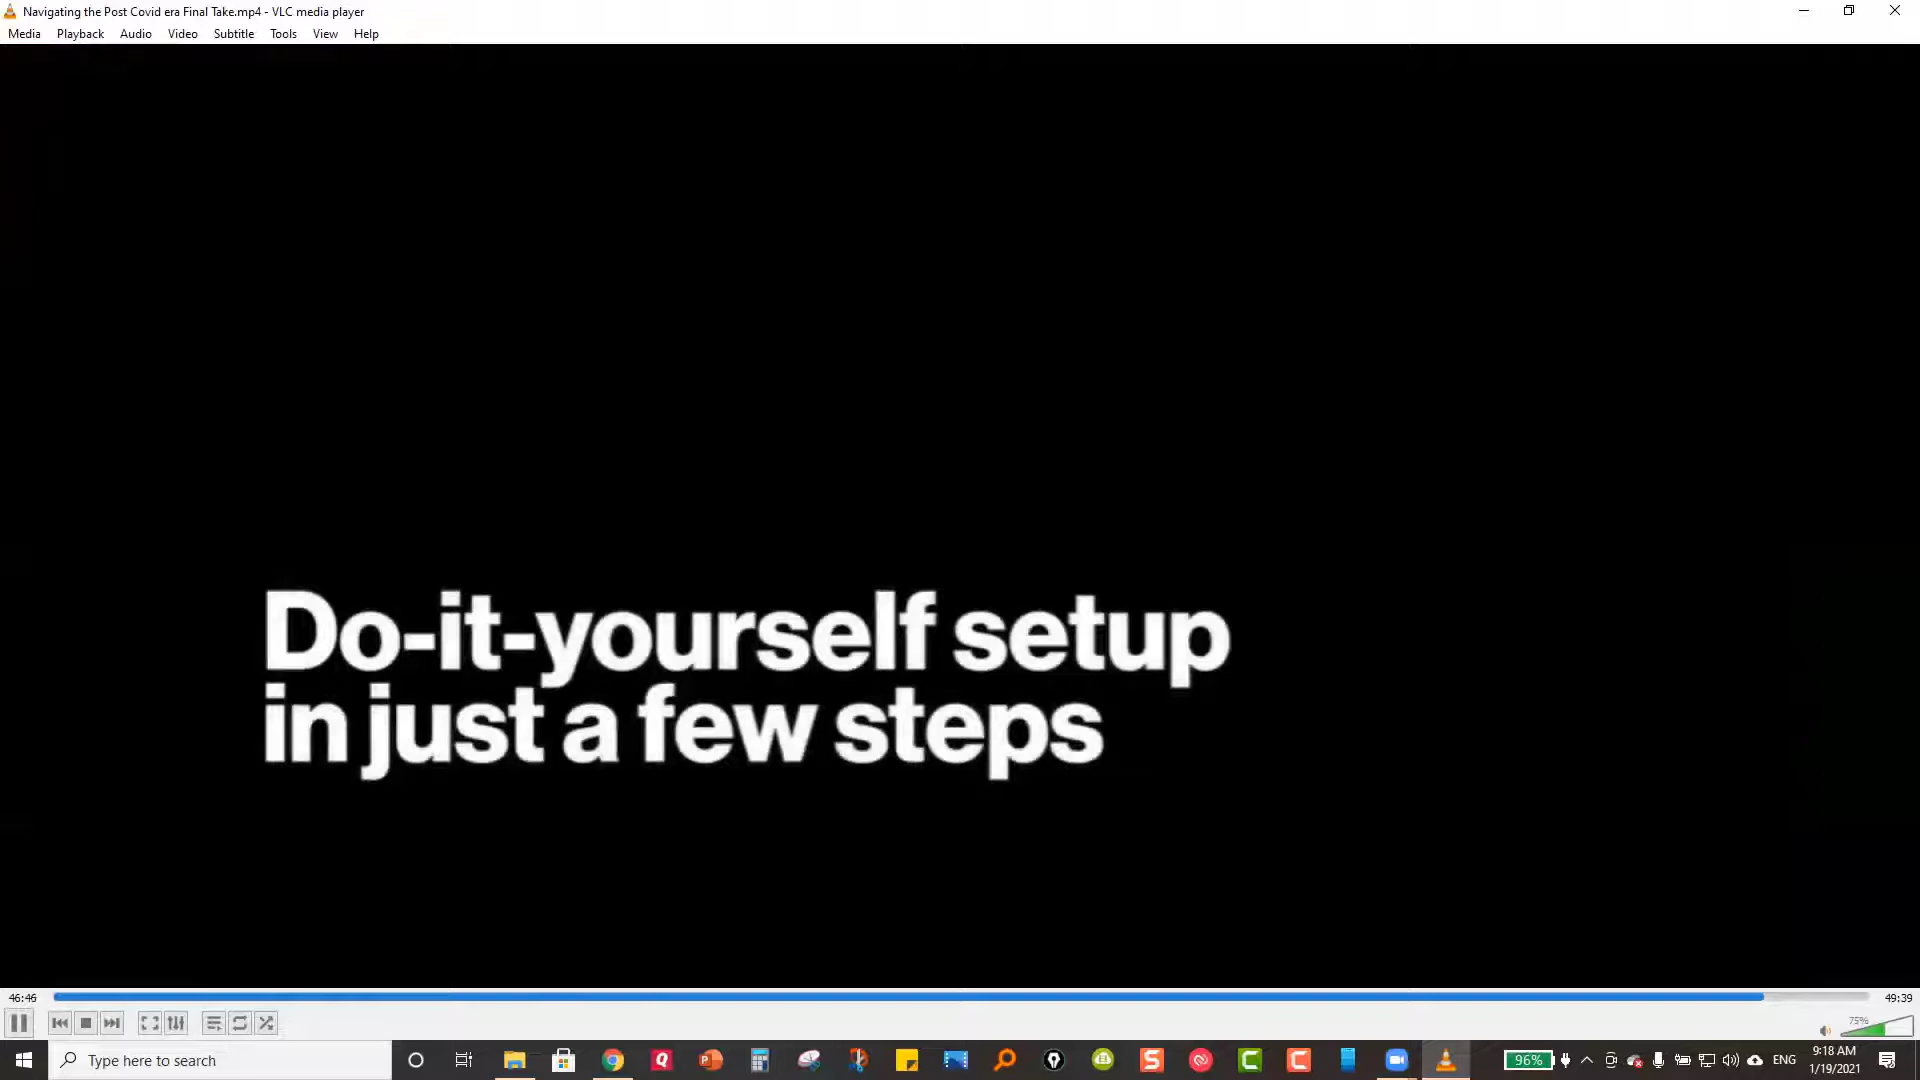 Navigating the Post Covid era Final Take.mp4 - VLC media player
Media Playback Audio Video Subtitle Tools View Help
Do-it-yourself setup
in just a few steps
46:46
49:39
75%
Type here to search
96%
ENG
9:18 AM
1/19/2021